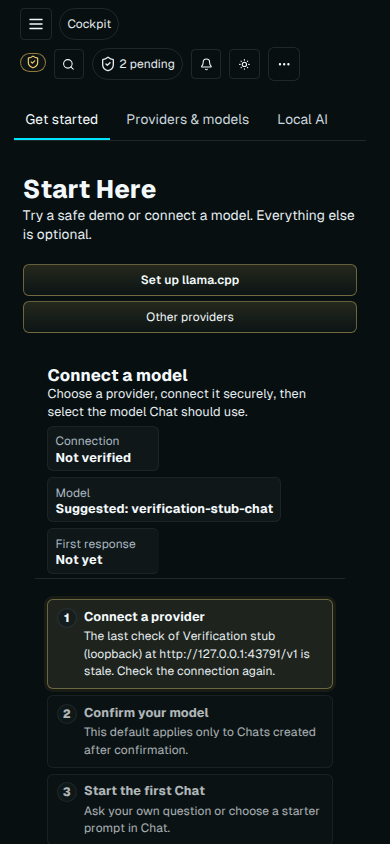 Cockpit
2 pending
Get started
Providers & models
Local AI
Start Here
Try a safe demo or connect a model. Everything else
is optional.
Set up llama.cpp
Other providers
Connect a model
Choose a provider, connect it securely, then
select the model Chat should use.
Connection
Not verified
Model
Suggested: verification-stub-chat
First response
Not yet
1 Connect a provider
The last check of Verification stub
(loopback) at http://127.0.0.1:43791/v1 is
stale. Check the connection again.
2 Confirm your model
This default applies only to Chats created
after confirmation.
3 Start the first Chat
Ask your own question or choose a starter
prompt in Chat.